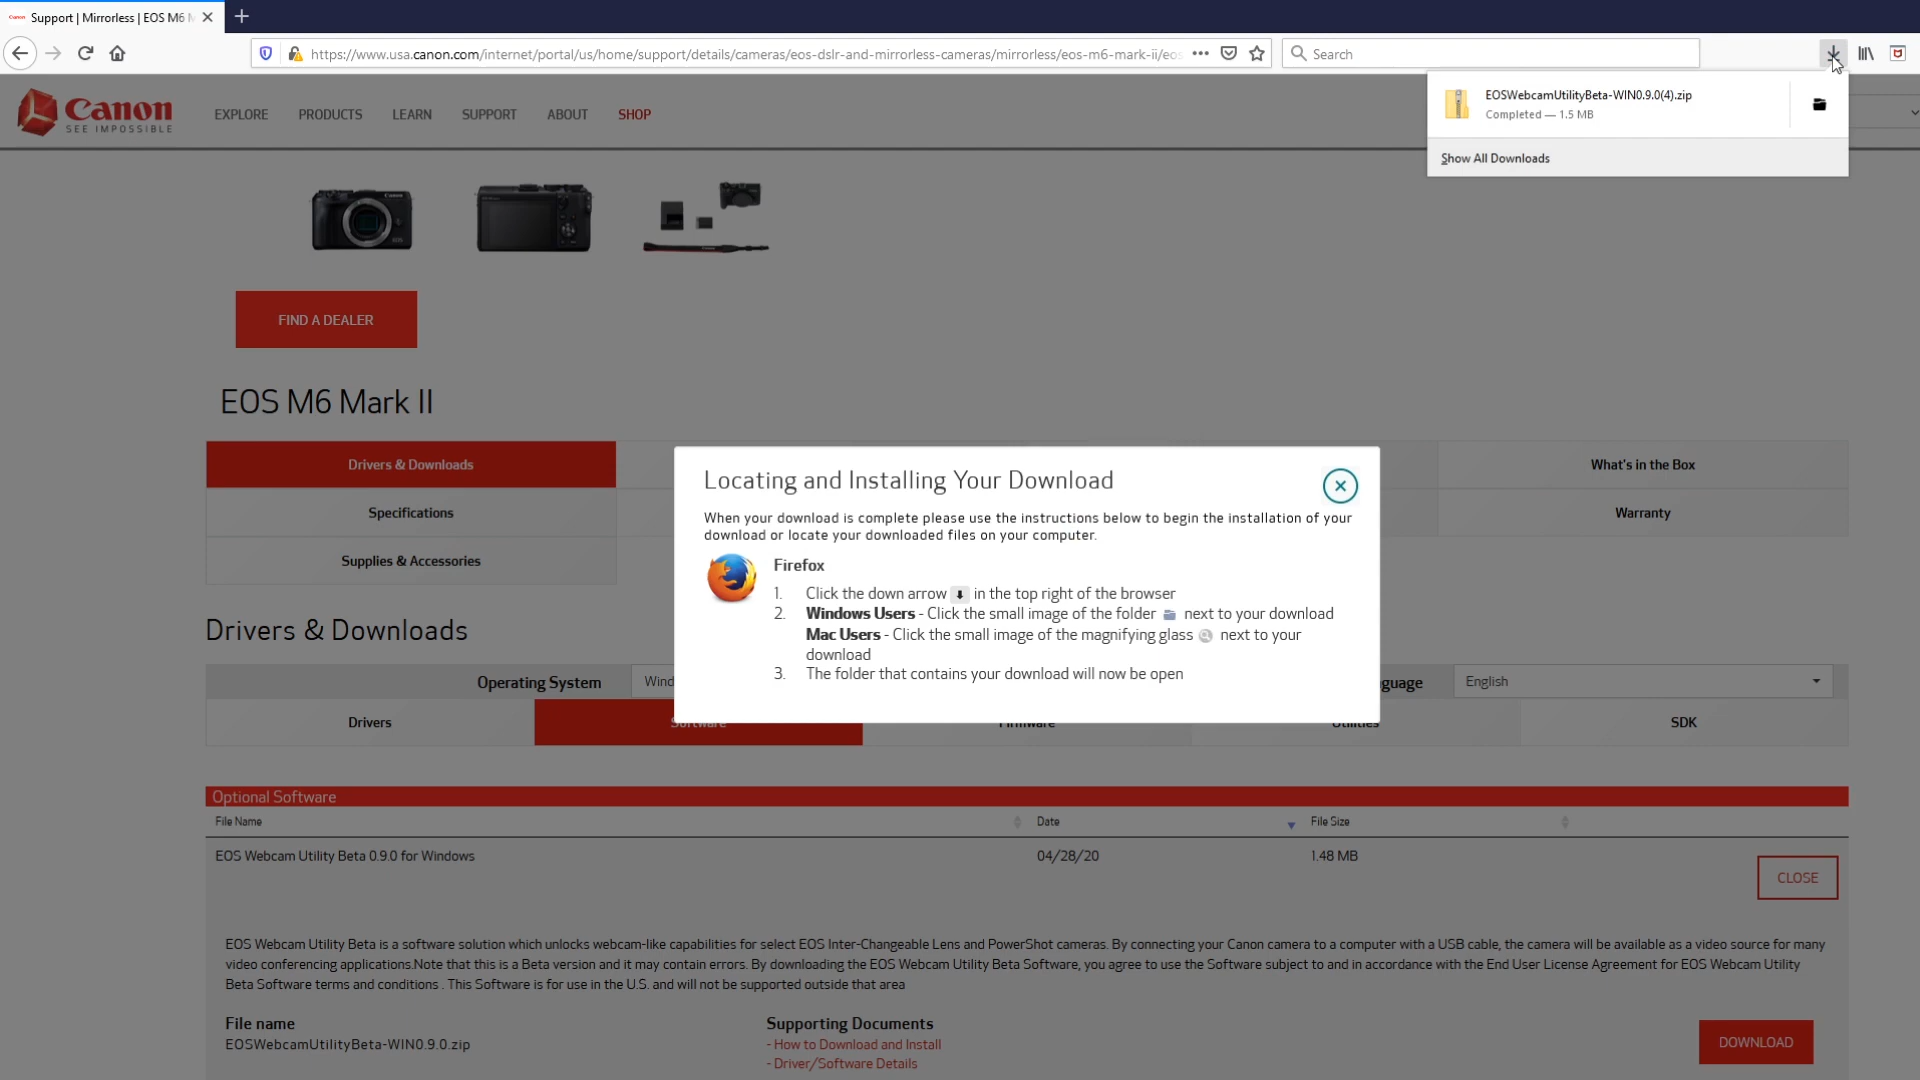 Support | Mirrorless | EOS M6
https://www.usa.canon.com/internet/portal/us/home/support/details/cameras/eos-dslr-and-mirrorless-cameras/mirrorless/eos-m6-mark-ii/eos
Search
EOSWebcamUtilityBeta-WIN0.9.0(4).zip
Completed — 1.5 MB
Show All Downloads
Canon
SEE IMPOSSIBLE
EXPLORE
PRODUCTS
LEARN
SUPPORT
ABOUT
SHOP
FIND A DEALER
EOS M6 Mark II
Drivers & Downloads
What's in the Box
Specifications
Warranty
Supplies & Accessories
Locating and Installing Your Download
When your download is complete please use the instructions below to begin the installation of your
download or locate your downloaded files on your computer.
Firefox
1. Click the down arrow in the top right of the browser
2. Windows Users - Click the small image of the folder next to your download
Mac Users - Click the small image of the magnifying glass next to your
download
3. The folder that contains your download will now be open
Drivers & Downloads
Operating System
Wind
guage
English
Drivers
Software
Firmware
Utilities
SDK
Optional Software
File Name
Date
File Size
EOS Webcam Utility Beta 0.9.0 for Windows
04/28/20
1.48 MB
CLOSE
EOS Webcam Utility Beta is a software solution which unlocks webcam-like capabilities for select EOS Inter-Changeable Lens and PowerShot cameras. By connecting your Canon camera to a computer with a USB cable, the camera will be available as a video source for many
video conferencing applications.Note that this is a Beta version and it may contain errors. By downloading the EOS Webcam Utility Beta Software, you agree to use the Software subject to and in accordance with the End User License Agreement for EOS Webcam Utility
Beta Software terms and conditions . This Software is for use in the U.S. and will not be supported outside that area
File name
EOSWebcamUtilityBeta-WIN0.9.0.zip
Supporting Documents
- How to Download and Install
- Driver/Software Details
DOWNLOAD